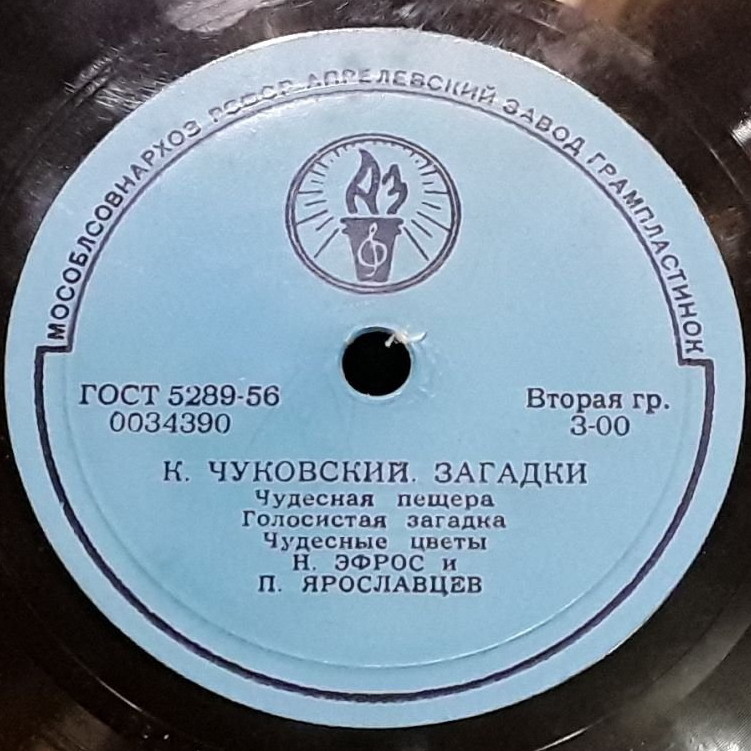 МОСОБЛСОВНАРХОЗ РСФСР АПРЕЛЕВСКИЙ ЗАВОД ГРАМПЛАСТИНОК
АЗ
ГОСТ 5289-56
0034390
Вторая гр.
3-00
К. ЧУКОВСКИЙ. ЗАГАДКИ
Чудесная пещера
Голосистая загадка
Чудесные цветы
Н. ЭФРОС и
П. ЯРОСЛАВЦЕВ